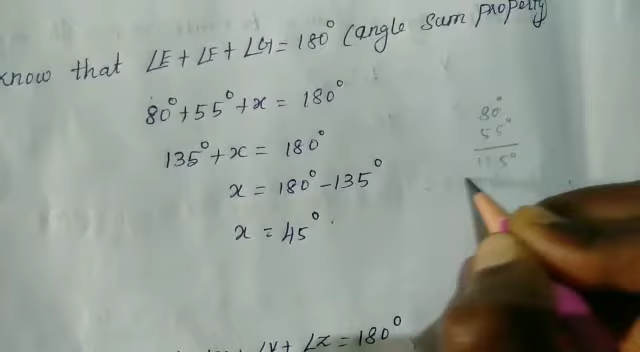 know that ∠E + ∠F + ∠G = 180° (angle sum property
80° + 55° + x = 180°
135° + x = 180°
x = 180° - 135°
x = 45°.
80°
55°
135°
∠Y + ∠Z = 180°